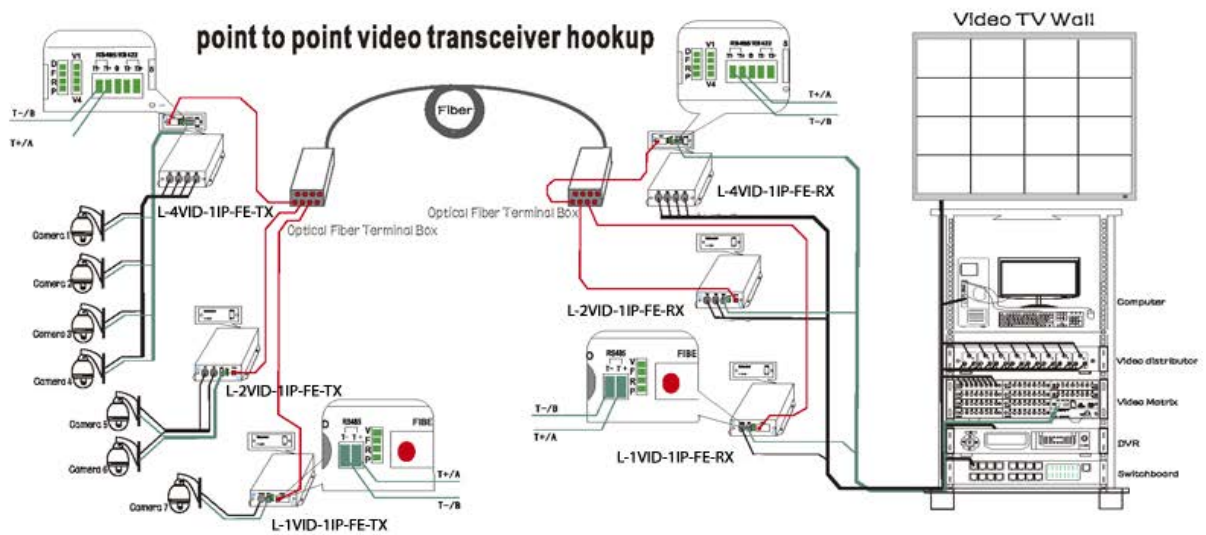 point to point video transceiver hookup
Video TV Wall
V1
RS485/RS422
D
F
R
P
V4
T-/B
T+/A
V1
RS485/RS422
D
F
R
P
V4
T+/A
T-/B
Fiber
L-4VID-1IP-FE-TX
Optical Fiber Terminal Box
Optical Fiber Terminal Box
L-4VID-1IP-FE-RX
Camera 1
Camera 2
Camera 3
Camera 4
L-2VID-1IP-FE-TX
L-2VID-1IP-FE-RX
Computer
Video distributor
Video Matrix
DVR
Switchboard
RS485
T- T+
V
F
R
P
FIBE
T-/B
T+/A
L-1VID-1IP-FE-RX
Camera 5
Camera 6
Camera 7
RS485
T- T+
V
F
R
P
FIBE
T+/A
T-/B
L-1VID-1IP-FE-TX